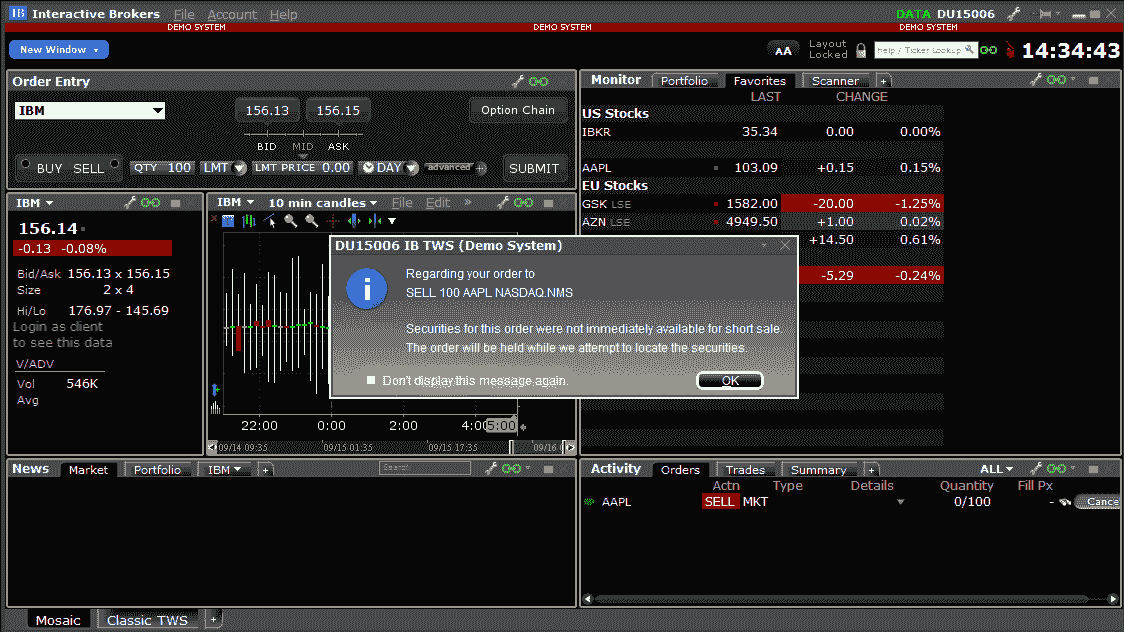 IB Interactive Brokers File Account Help DATA DU15006
DEMO SYSTEM DEMO SYSTEM DEMO SYSTEM
New Window
AA Layout Locked Help / Ticker Lookup 14:34:43
Order Entry
IBM 156.13 156.15 Option Chain
BID MID ASK
BUY SELL QTY 100 LMT LMT PRICE 0.00 DAY advanced + SUBMIT
Monitor Portfolio Favorites Scanner +
LAST CHANGE
US Stocks
IBKR 35.34 0.00 0.00%
AAPL 103.09 +0.15 0.15%
EU Stocks
GSK LSE 1582.00 -20.00 -1.25%
AZN LSE 4949.50 +1.00 0.02%
+14.50 0.61%
-5.29 -0.24%
IBM
156.14
-0.13 -0.08%
Bid/Ask 156.13 x 156.15
Size 2 x 4
Hi/Lo 176.97 - 145.69
Login as client
to see this data
V/ADV
Vol 546K
Avg
IBM 10 min candles File Edit »
22:00 0:00 2:00 4:00 5:00
09/14 09:35 09/15 01:35 09/15 17:35 09/16
DU15006 IB TWS (Demo System)
Regarding your order to
SELL 100 AAPL NASDAQ.NMS
Securities for this order were not immediately available for short sale.
The order will be held while we attempt to locate the securities.
Don't display this message again.
OK
News Market Portfolio IBM + Search
Activity Orders Trades Summary + ALL
Actn Type Details Quantity Fill Px
AAPL SELL MKT 0/100 - Cance
Mosaic Classic TWS +